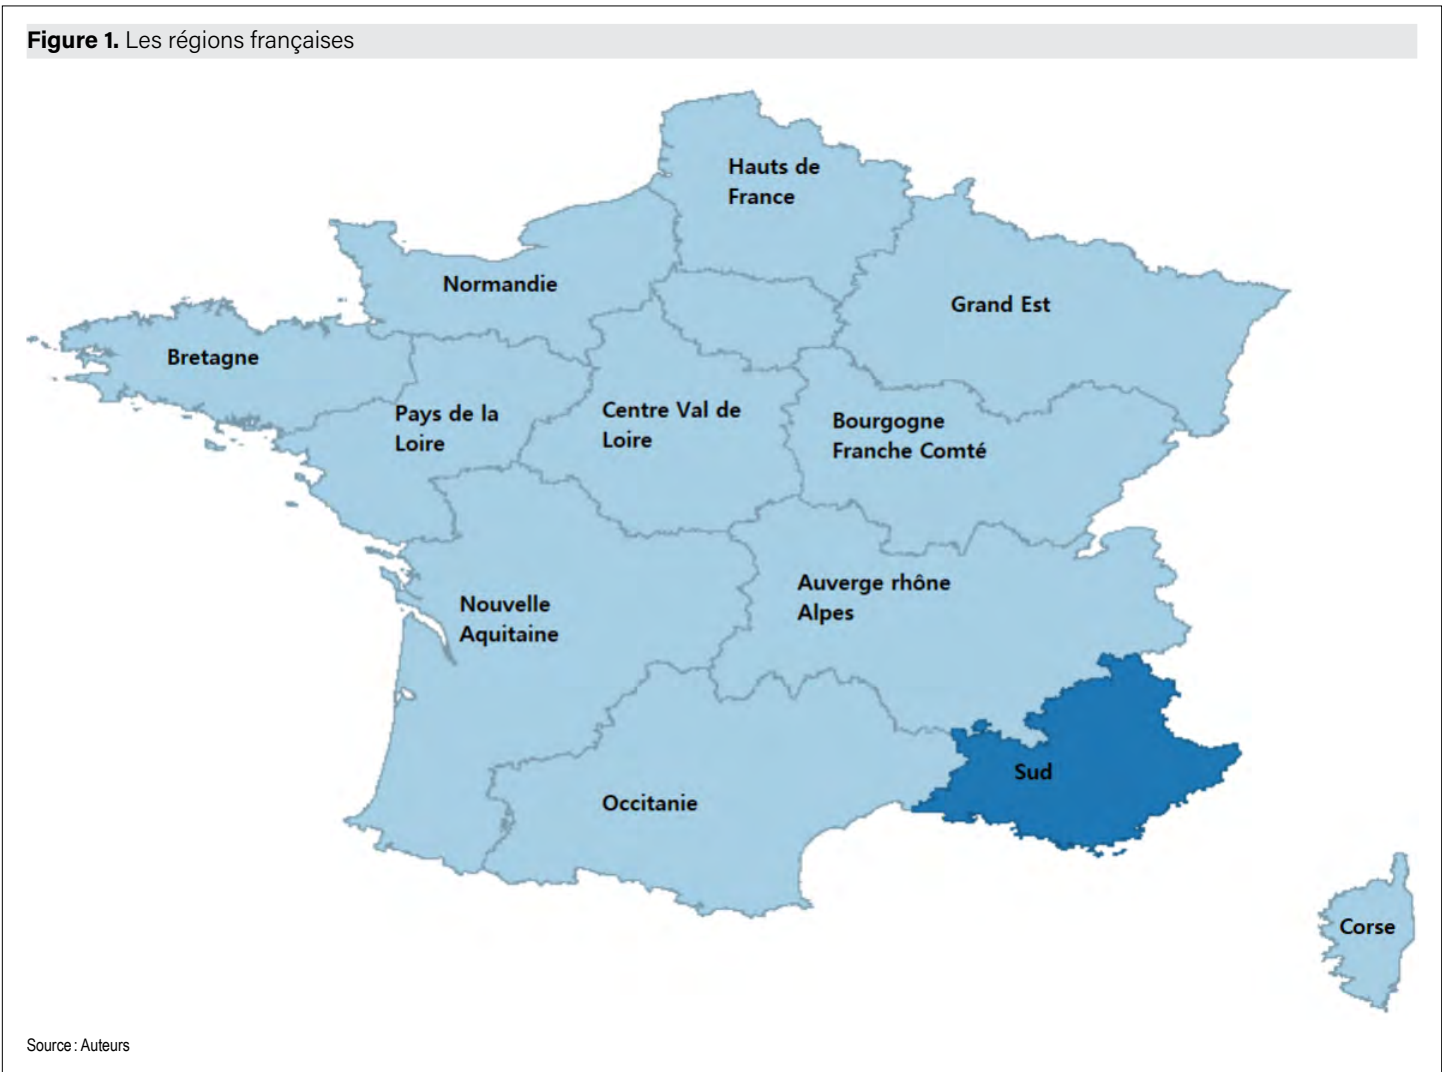 Figure 1. Les régions françaises
Hauts de
France
Normandie
Grand Est
Bretagne
Pays de la
Loire
Centre Val de
Loire
Bourgogne
Franche Comté
Auverge rhône
Alpes
Nouvelle
Aquitaine
Sud
Occitanie
Corse
Source : Auteurs